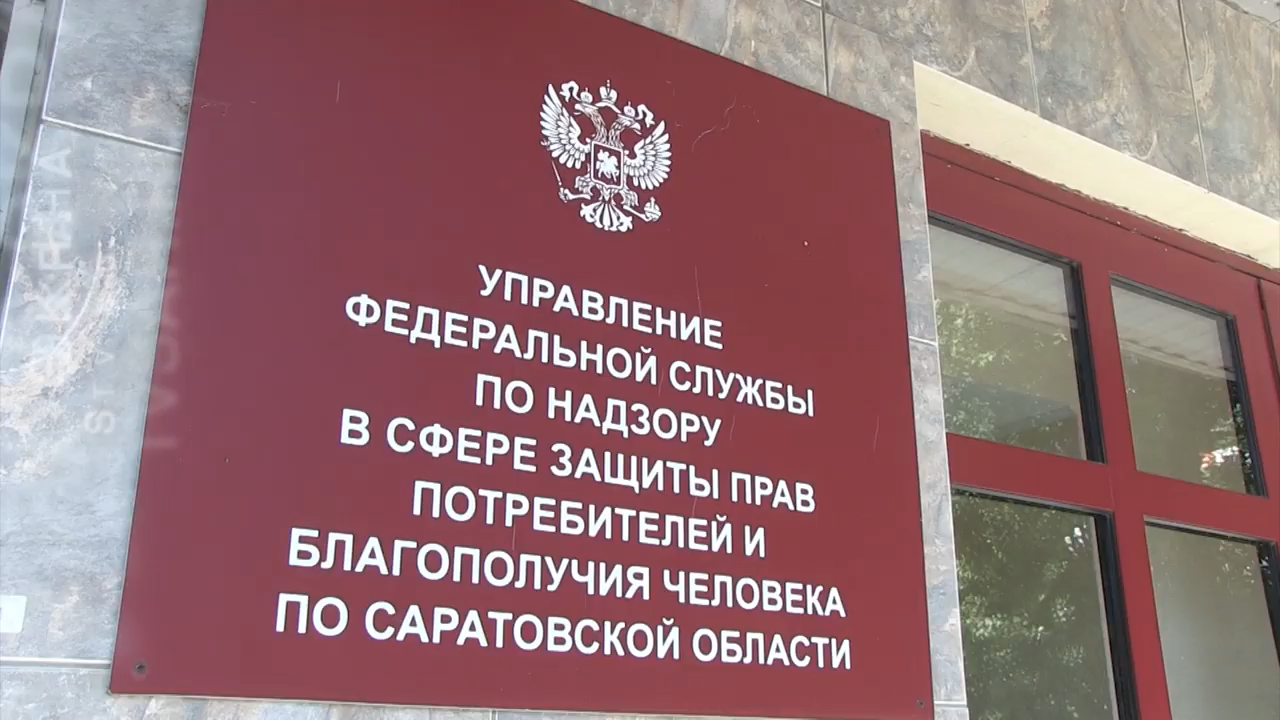 УПРАВЛЕНИЕ
ФЕДЕРАЛЬНОЙ СЛУЖБЫ
ПО НАДЗОРУ
В СФЕРЕ ЗАЩИТЫ ПРАВ
ПОТРЕБИТЕЛЕЙ И
БЛАГОПОЛУЧИЯ ЧЕЛОВЕКА
ПО САРАТОВСКОЙ ОБЛАСТИ